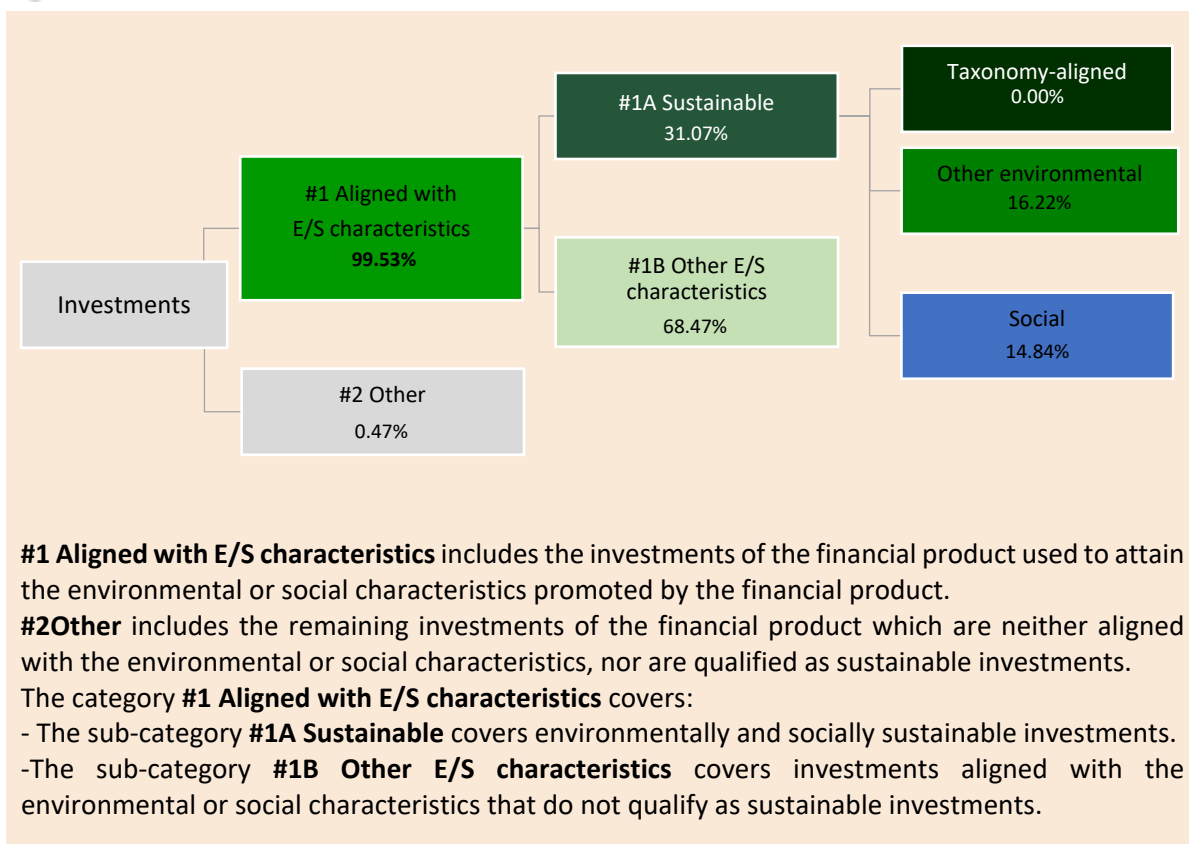 Investments
#1 Aligned with
E/S characteristics
99.53%
#2 Other
0.47%
#1A Sustainable
31.07%
#1B Other E/S
characteristics
68.47%
Taxonomy-aligned
0.00%
Other environmental
16.22%
Social
14.84%
#1 Aligned with E/S characteristics includes the investments of the financial product used to attain
the environmental or social characteristics promoted by the financial product.
#2Other includes the remaining investments of the financial product which are neither aligned
with the environmental or social characteristics, nor are qualified as sustainable investments.
The category #1 Aligned with E/S characteristics covers:
- The sub-category #1A Sustainable covers environmentally and socially sustainable investments.
-The sub-category #1B Other E/S characteristics covers investments aligned with the
environmental or social characteristics that do not qualify as sustainable investments.